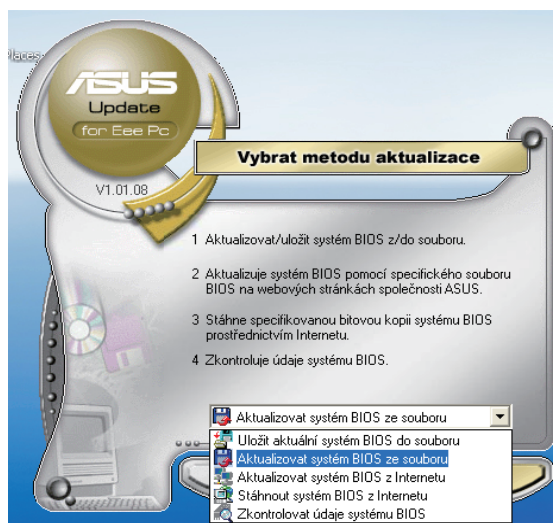 Places
ASUS
Update
for Eee Pc
V1.01.08
Vybrat metodu aktualizace
1 Aktualizovat/uložit systém BIOS z/do souboru.
2 Aktualizuje systém BIOS pomocí specifického souboru
BIOS na webových stránkách společnosti ASUS.
3 Stáhne specifikovanou bitovou kopii systému BIOS
prostřednictvím Internetu.
4 Zkontroluje údaje systému BIOS.
Aktualizovat systém BIOS ze souboru
Uložit aktuální systém BIOS do souboru
Aktualizovat systém BIOS ze souboru
Aktualizovat systém BIOS z Internetu
Stáhnout systém BIOS z Internetu
Zkontrolovat údaje systému BIOS